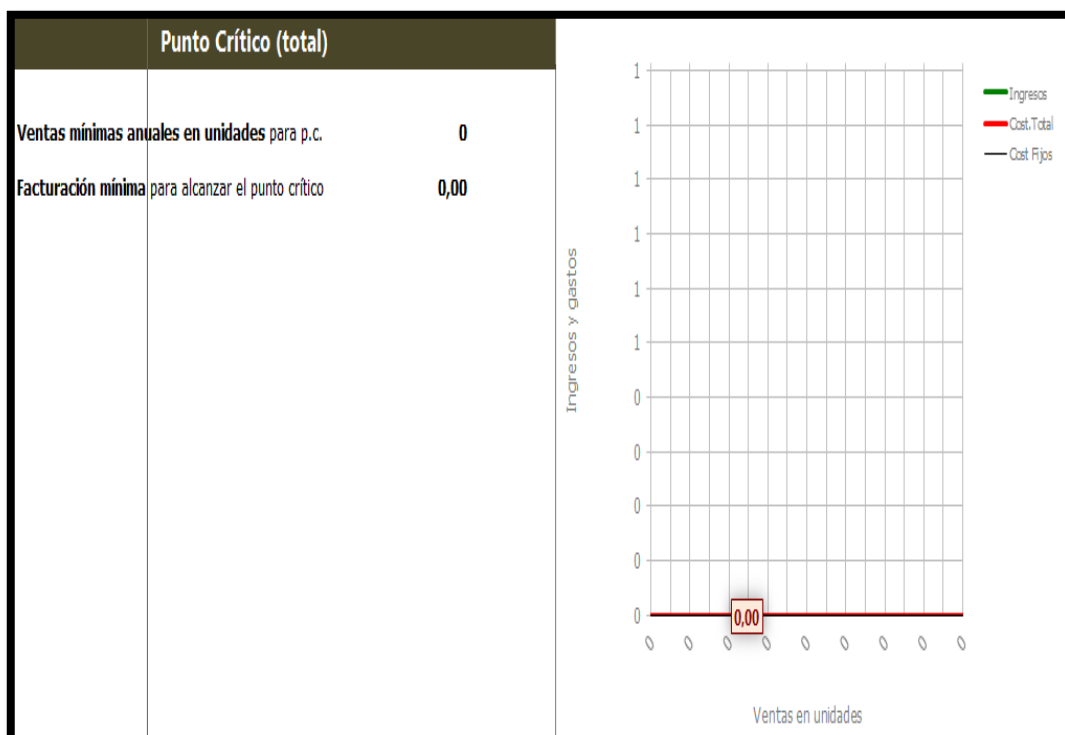 Punto Crítico (total)
Ventas mínimas anuales en unidades para p.c. 0
Facturación mínima para alcanzar el punto crítico 0,00
Ingresos y gastos
1
1
1
1
1
1
0
0
0
0
0
0,00
0 0 0 0 0 0 0 0 0
Ventas en unidades
Ingresos
Cost.Total
Cost Fijos